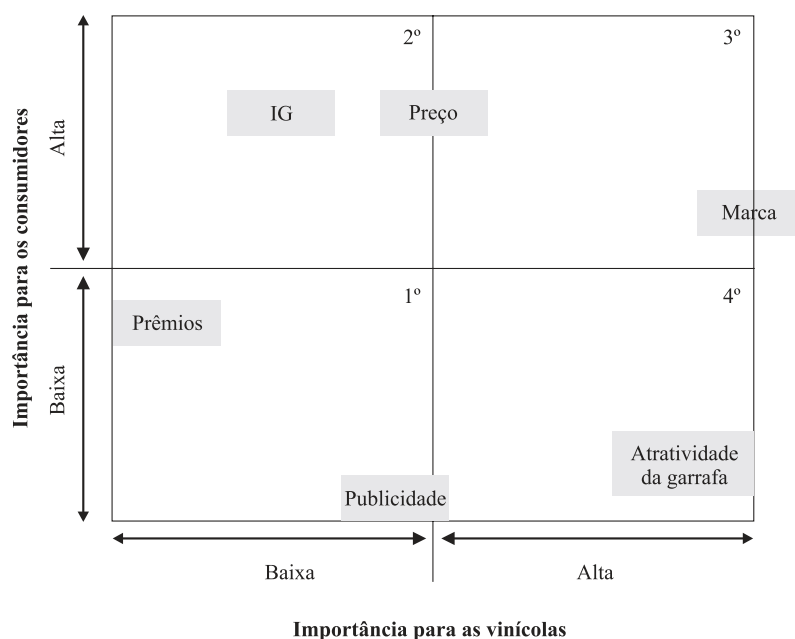 Importância para os consumidores
Alta
Baixa
2º
3º
IG
Preço
Marca
1º
4º
Prêmios
Atratividade
da garrafa
Publicidade
Baixa
Alta
Importância para as vinícolas